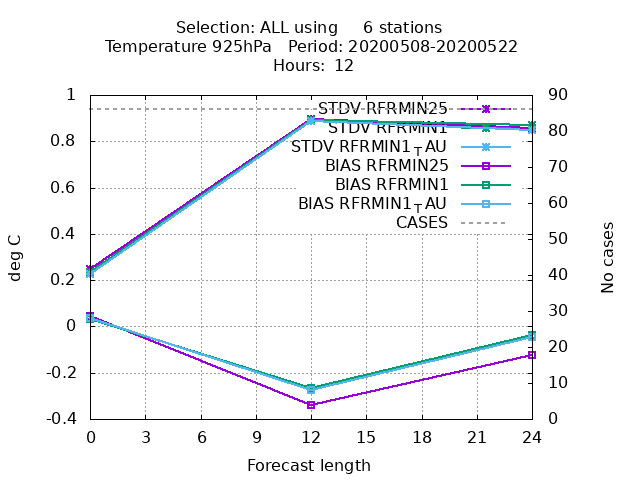 Selection: ALL using 6 stations
Temperature 925hPa Period: 20200508-20200522
Hours: 12
1
0.8
0.6
0.4
0.2
0
-0.2
-0.4
deg C
90
80
70
60
50
40
30
20
10
0
No cases
STDV RFRMIN25
STDV RFRMIN1
STDV RFRMIN1TAU
BIAS RFRMIN25
BIAS RFRMIN1
BIAS RFRMIN1TAU
CASES
0 3 6 9 12 15 18 21 24
Forecast length